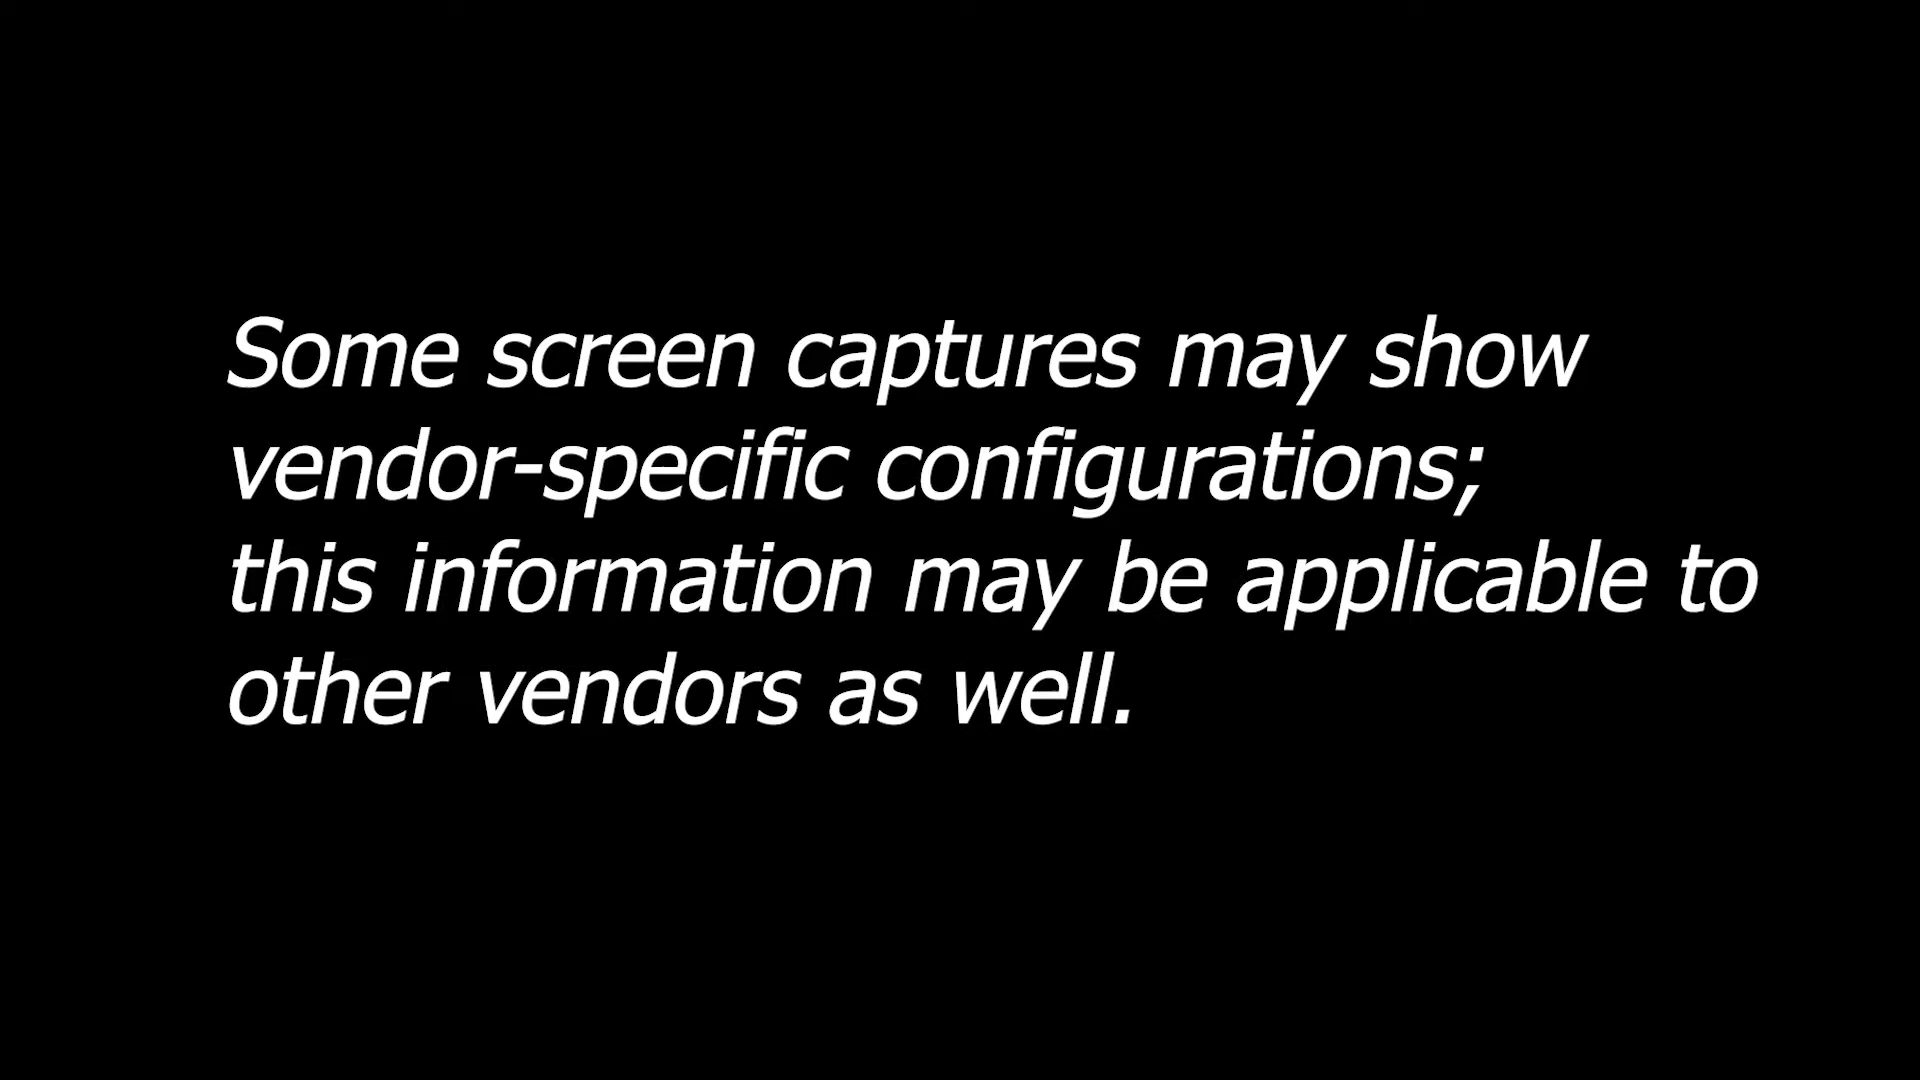 Some screen captures may show
vendor-specific configurations;
this information may be applicable to
other vendors as well.